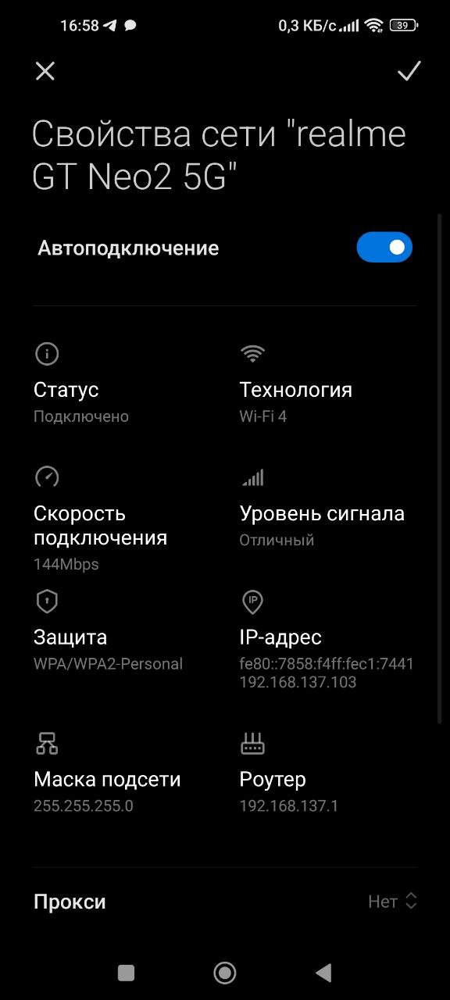 16:58
0,3 КБ/с
39
Свойства сети "realme
GT Neo2 5G"
Автоподключение
Статус
Подключено
Технология
Wi-Fi 4
Скорость
подключения
144Mbps
Уровень сигнала
Отличный
Защита
WPA/WPA2-Personal
IP
IP-адрес
fe80::7858:f4ff:fec1:7441
192.168.137.103
Маска подсети
255.255.255.0
Роутер
192.168.137.1
Прокси
Нет